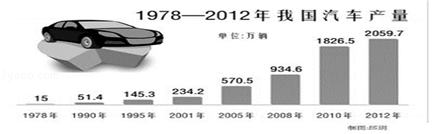 1978—2012年我国汽车产量
单位:万辆
15 51.4 145.3 234.2 570.5 934.6 1826.5 2059.7
1978年 1990年 1995年 2001年 2005年 2008年 2010年 2012年